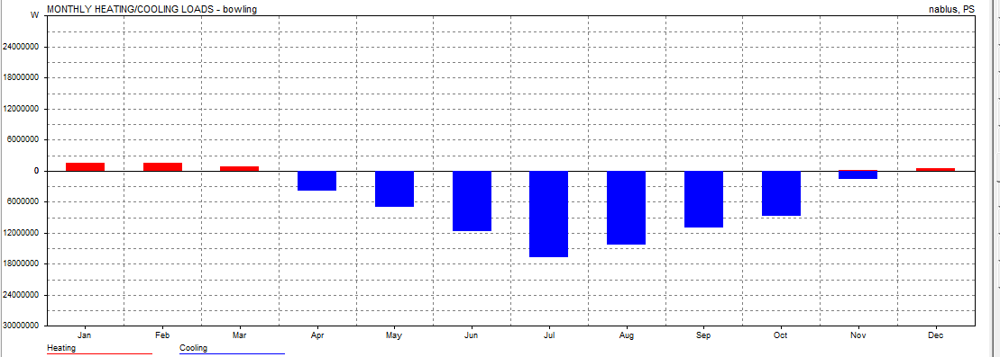 MONTHLY HEATING/COOLING LOADS - bowling
nablus, PS
W
24000000
18000000
12000000
6000000
0
6000000
12000000
18000000
24000000
30000000
Jan Feb Mar Apr May Jun Jul Aug Sep Oct Nov Dec
Heating Cooling